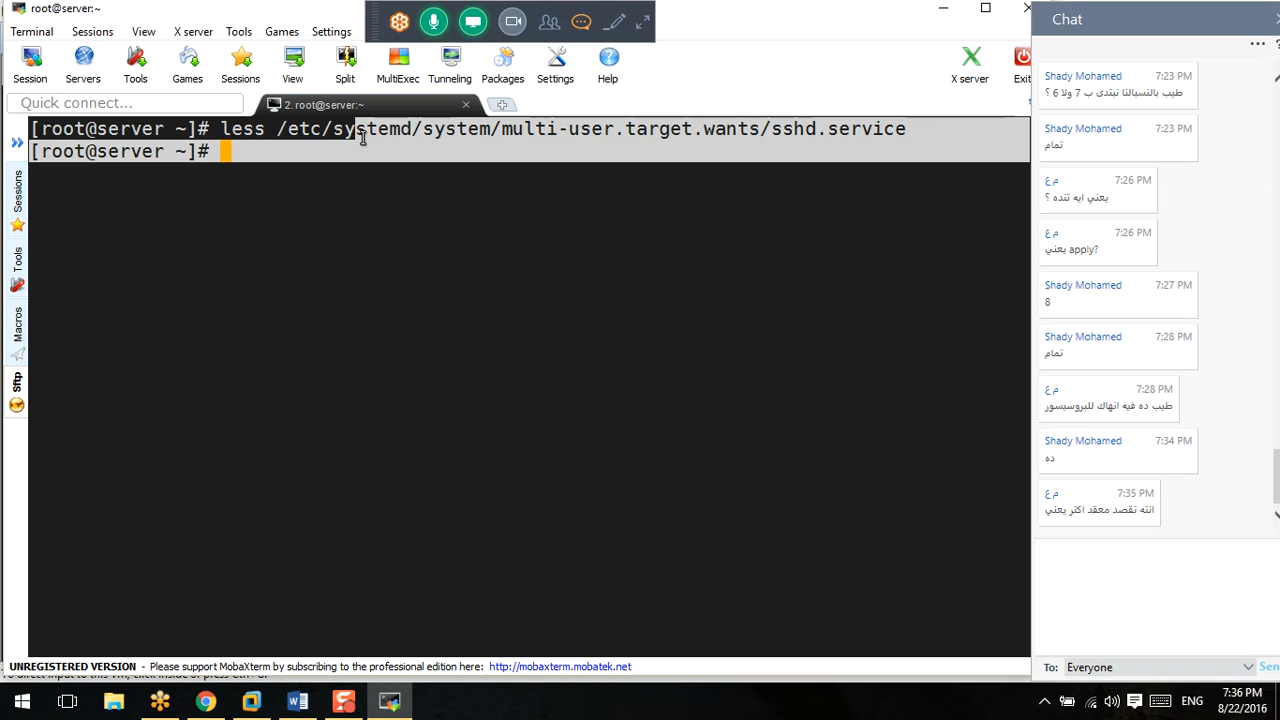 root@server:~
Terminal Sessions View X server Tools Games Settings
Session Servers Tools Games Sessions View Split MultiExec Tunneling Packages Settings Help X server Exit
Quick connect...
2. root@server:~
[root@server ~]# less /etc/systemd/system/multi-user.target.wants/sshd.service
[root@server ~]#
Sessions
Tools
Macros
Sftp
Chat
Shady Mohamed 7:23 PM
طيب بالنسبالنا نبتدى ب 7 ولا 6 ؟
Shady Mohamed 7:23 PM
تمام
م ع 7:26 PM
يعني ايه تنده ؟
م ع 7:26 PM
يعني apply?
Shady Mohamed 7:27 PM
8
Shady Mohamed 7:28 PM
تمام
م ع 7:28 PM
طيب ده فيه انهاك للبروسيسور
Shady Mohamed 7:34 PM
ده
م ع 7:35 PM
انته تقصد معقد اكتر يعني
To: Everyone Sen
UNREGISTERED VERSION - Please support MobaXterm by subscribing to the professional edition here: http://mobaxterm.mobatek.net
ENG
7:36 PM
8/22/2016